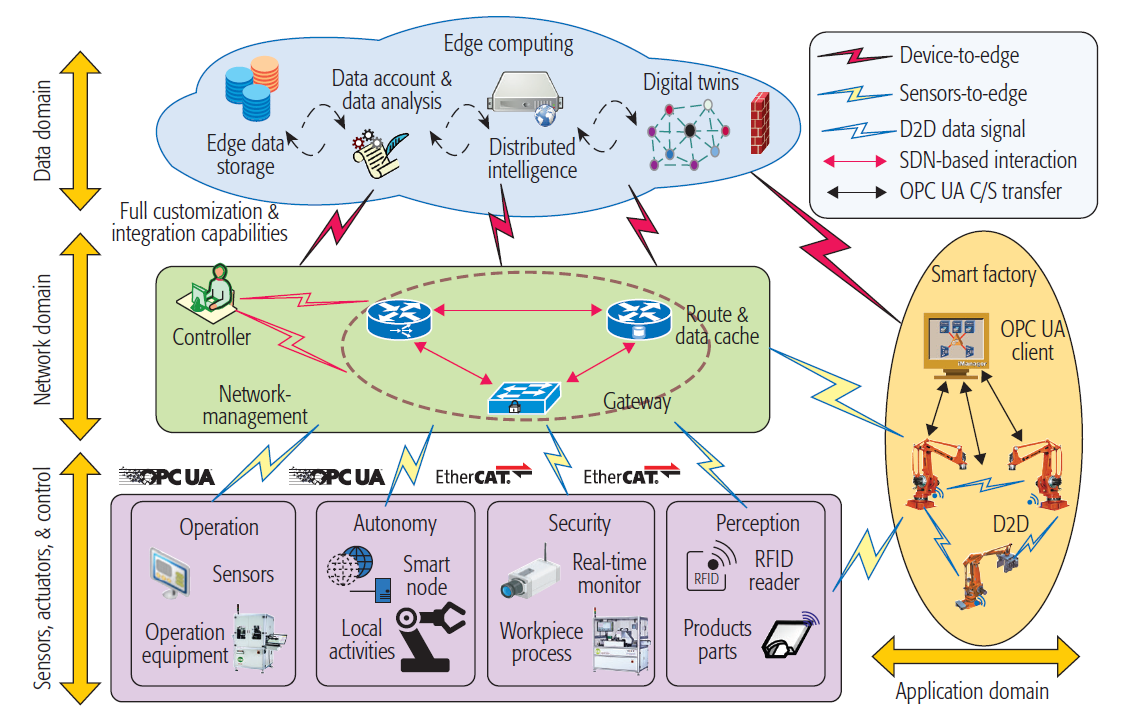 Edge computing
Data account &
data analysis
Digital twins
Edge data
storage
Distributed
intelligence
Device-to-edge
Sensors-to-edge
D2D data signal
SDN-based interaction
OPC UA C/S transfer
Data domain
Full customization &
integration capabilities
Network domain
Controller
Route &
data cache
Network-
management
Gateway
Smart factory
OPC UA
client
D2D
Application domain
Sensors, actuators, & control
OPC UA
OPC UA
EtherCAT.
EtherCAT.
Operation
Sensors
Operation
equipment
Autonomy
Smart
node
Local
activities
Security
Real-time
monitor
Workpiece
process
Perception
RFID
RFID
reader
Products
parts